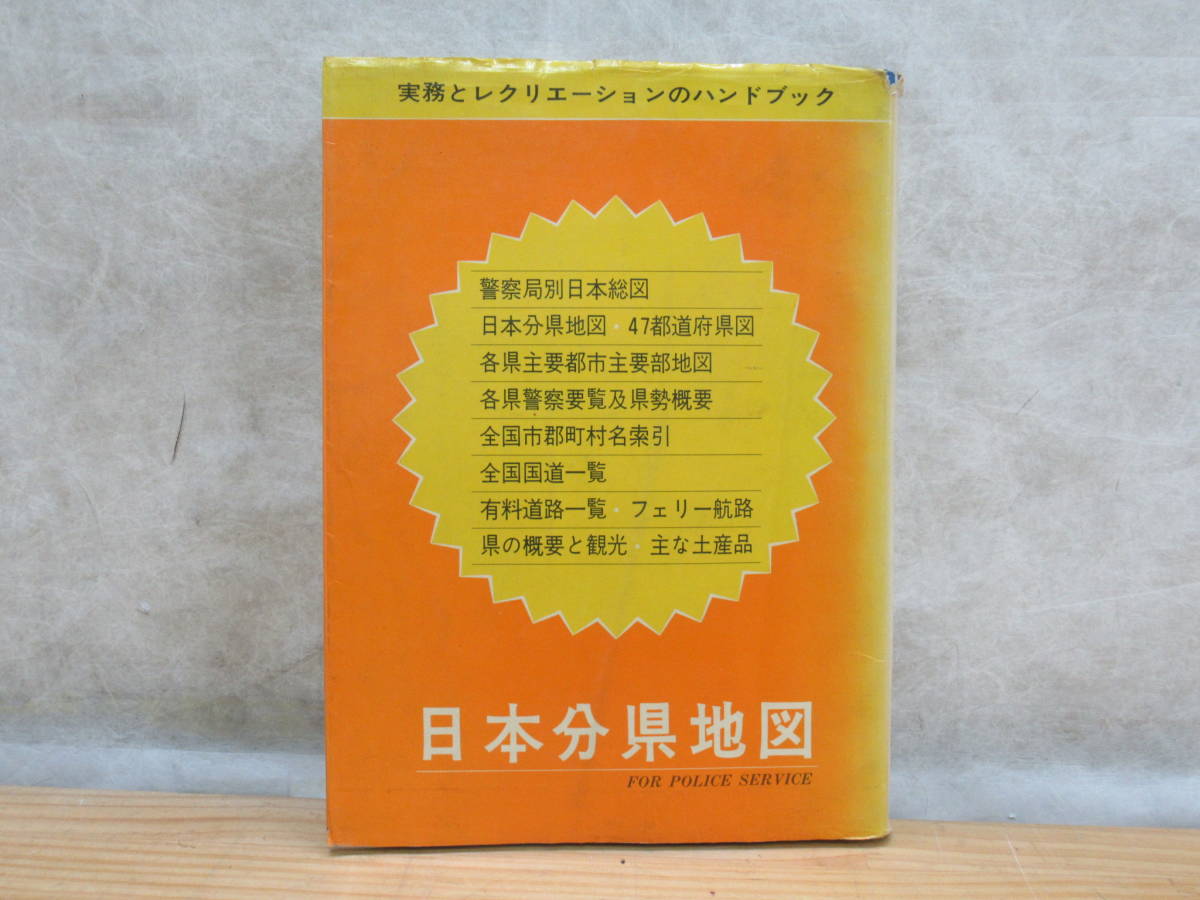 実務とレクリエーションのハンドブック
警察局別日本総図
日本分県地図・47都道府県図
各県主要都市主要部地図
各県警察要覧及県勢概要
全国市郡町村名索引
全国国道一覧
有料道路一覧・フェリー航路
県の概要と観光・主な土産品
日本分県地図
FOR POLICE SERVICE